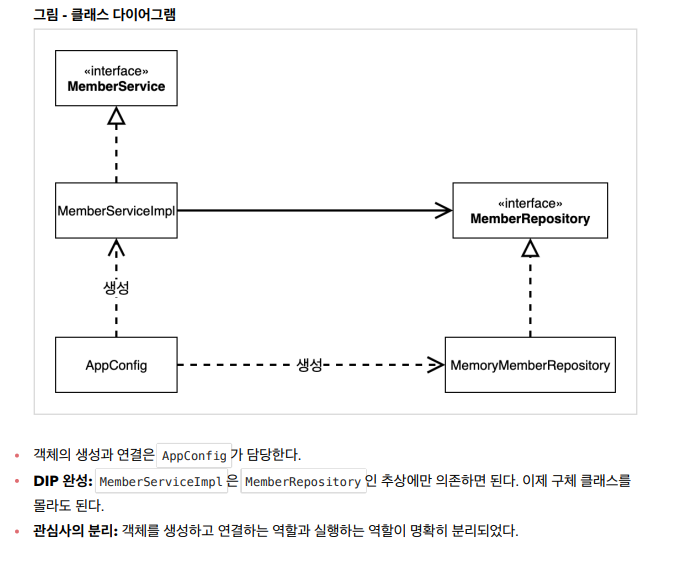 그림 - 클래스 다이어그램
«interface»
MemberService
MemberServiceImpl
«interface»
MemberRepository
생성
AppConfig
생성
MemoryMemberRepository
객체의 생성과 연결은 AppConfig 가 담당한다.
DIP 완성: MemberServiceImpl 은 MemberRepository 인 추상에만 의존하면 된다. 이제 구체 클래스를
몰라도 된다.
관심사의 분리: 객체를 생성하고 연결하는 역할과 실행하는 역할이 명확히 분리되었다.